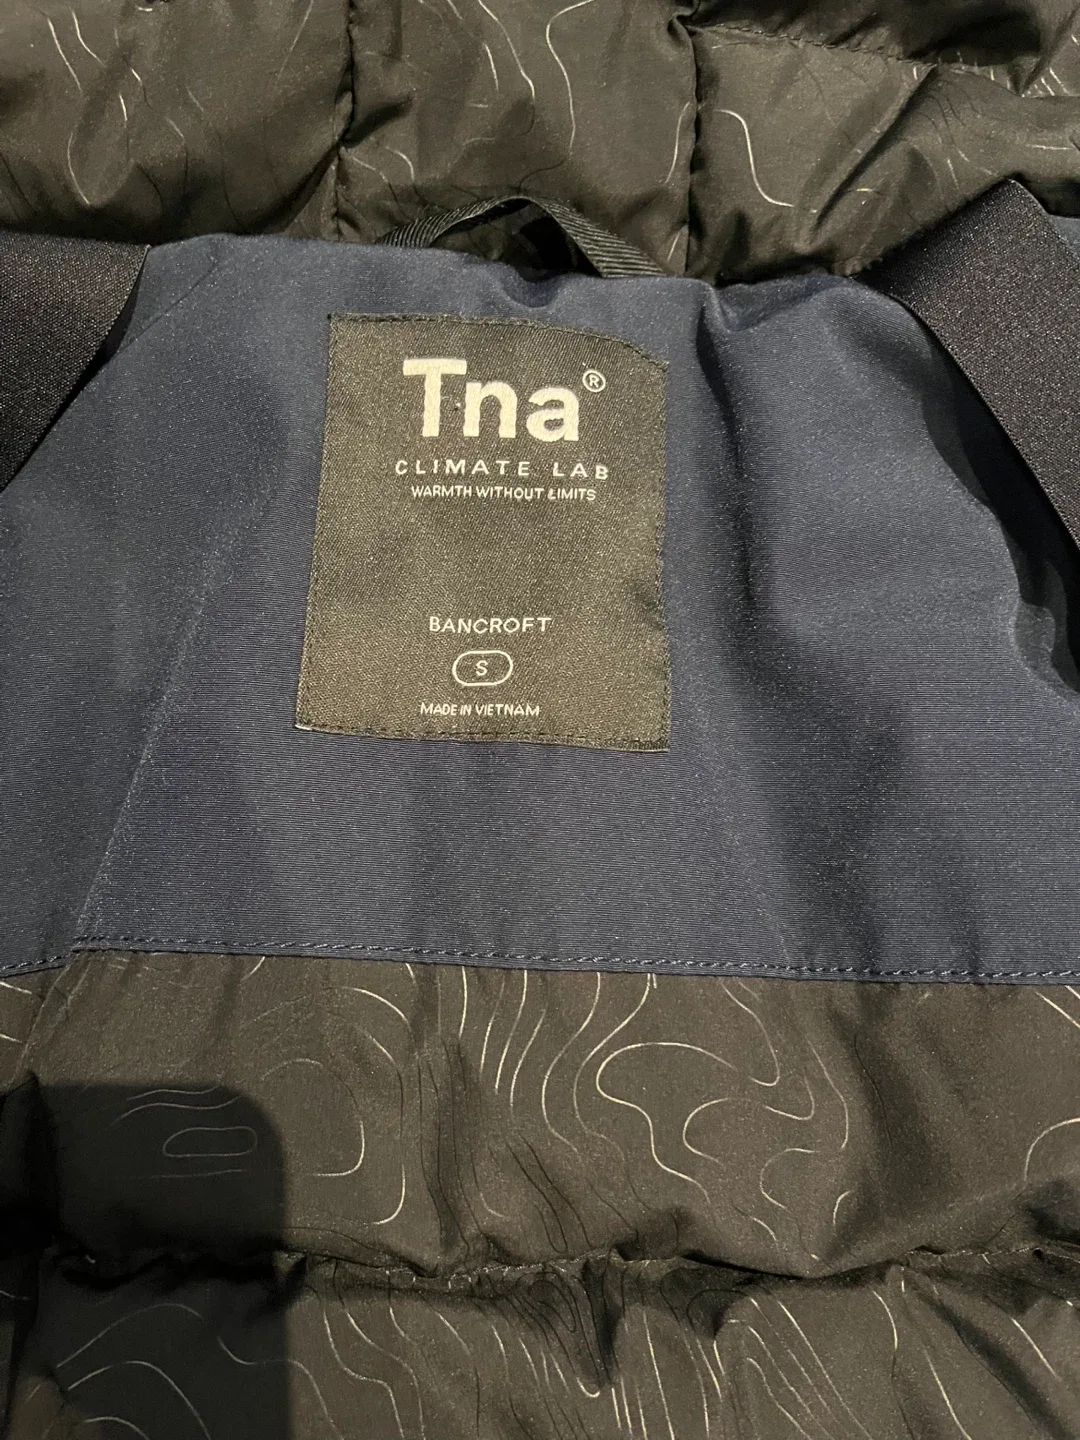 Tna®
CLIMATE LAB
WARMTH WITHOUT LIMITS
BANCROFT
S
MADE IN VIETNAM